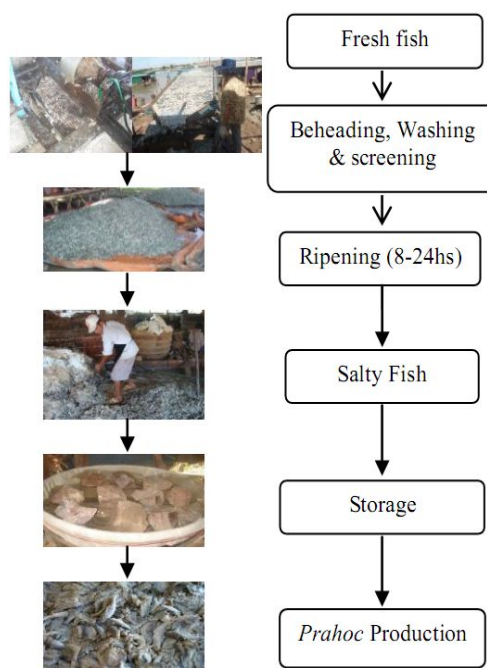 Fresh fish
Beheading, Washing
& screening
Ripening (8-24hs)
Salty Fish
Storage
Prahoc Production